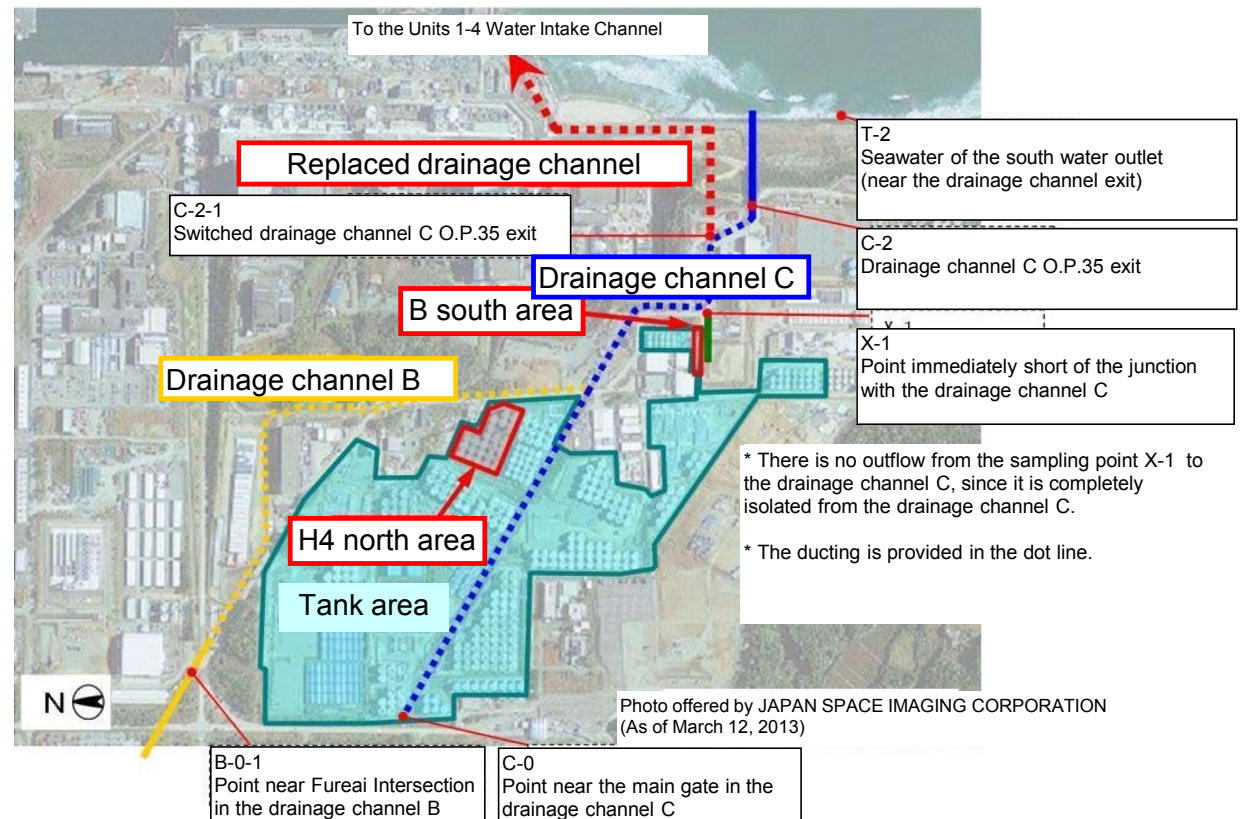 To the Units 1-4 Water Intake Channel
Replaced drainage channel
T-2
Seawater of the south water outlet
(near the drainage channel exit)
C-2-1
Switched drainage channel C O.P.35 exit
C-2
Drainage channel C O.P.35 exit
Drainage channel C
B south area
X-1
Point immediately short of the junction
with the drainage channel C
Drainage channel B
* There is no outflow from the sampling point X-1 to
the drainage channel C, since it is completely
isolated from the drainage channel C.
* The ducting is provided in the dot line.
H4 north area
Tank area
N
Photo offered by JAPAN SPACE IMAGING CORPORATION
(As of March 12, 2013)
B-0-1
Point near Fureai Intersection
in the drainage channel B
C-0
Point near the main gate in the
drainage channel C